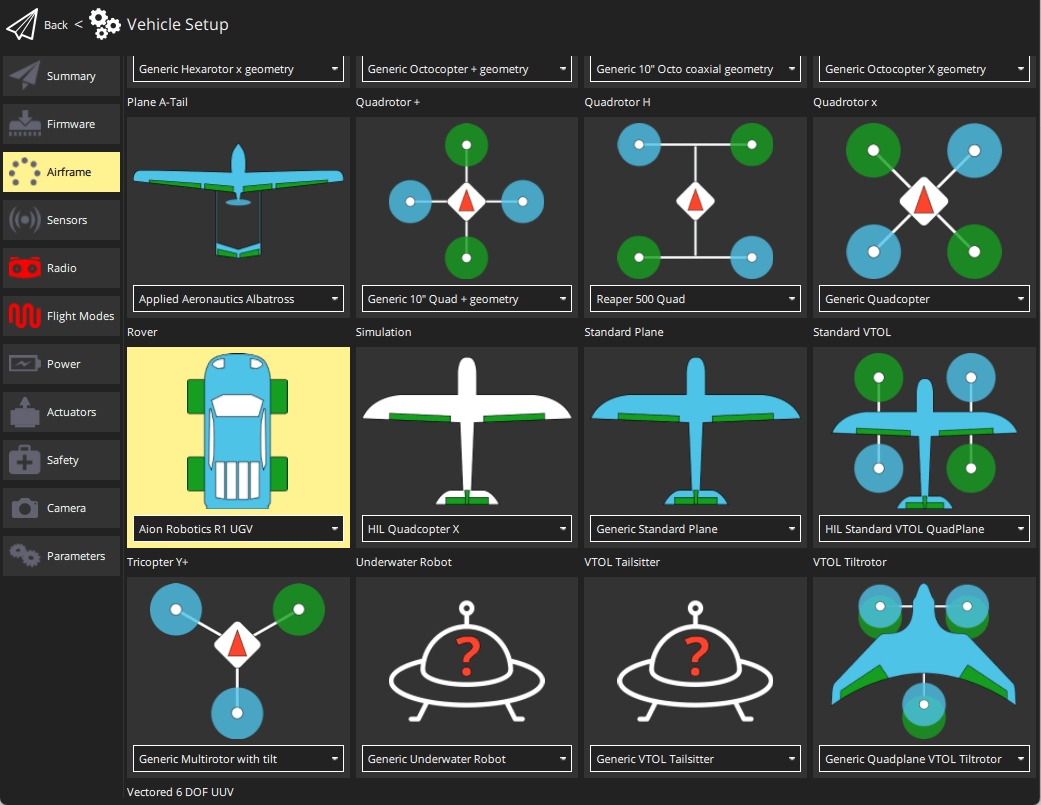 Back < Vehicle Setup
Summary
Firmware
Airframe
Sensors
Radio
Flight Modes
Power
Actuators
Safety
Camera
Parameters
Generic Hexarotor x geometry
Generic Octocopter + geometry
Generic 10" Octo coaxial geometry
Generic Octocopter X geometry
Plane A-Tail
Quadrotor +
Quadrotor H
Quadrotor x
Applied Aeronautics Albatross
Generic 10" Quad + geometry
Reaper 500 Quad
Generic Quadcopter
Rover
Simulation
Standard Plane
Standard VTOL
Aion Robotics R1 UGV
HIL Quadcopter X
Generic Standard Plane
HIL Standard VTOL QuadPlane
Tricopter Y+
Underwater Robot
VTOL Tailsitter
VTOL Tiltrotor
?
?
Generic Multirotor with tilt
Generic Underwater Robot
Generic VTOL Tailsitter
Generic Quadplane VTOL Tiltrotor
Vectored 6 DOF UUV